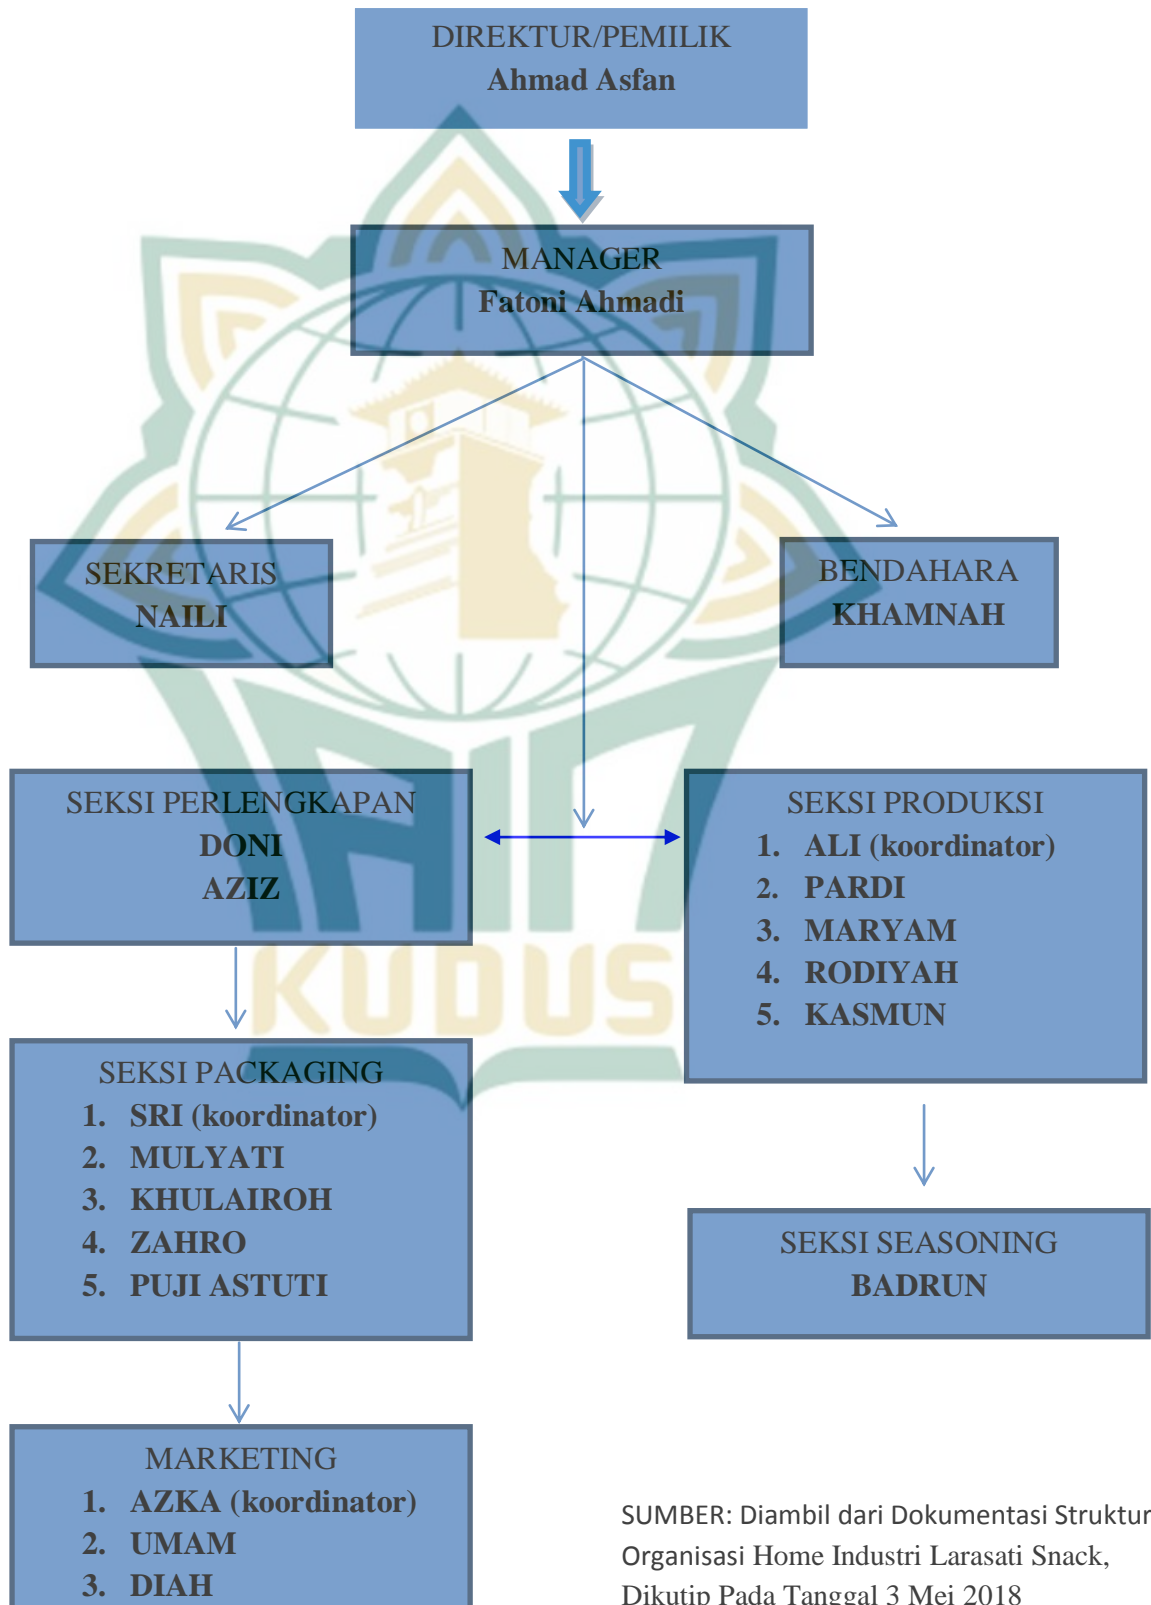 DIREKTUR/PEMILIK
Ahmad Asfan
MANAGER
Fatoni Ahmadi
SEKRETARIS
NAILI
BENDAHARA
KHAMNAH
SEKSI PERLENGKAPAN
DONI
AZIZ
SEKSI PRODUKSI
1. ALI (koordinator)
2. PARDI
3. MARYAM
4. RODIYAH
5. KASMUN
KUDUS
SEKSI PACKAGING
1. SRI (koordinator)
2. MULYATI
3. KHULAIROH
4. ZAHRO
5. PUJI ASTUTI
SEKSI SEASONING
BADRUN
MARKETING
1. AZKA (koordinator)
2. UMAM
3. DIAH
SUMBER: Diambil dari Dokumentasi Struktur
Organisasi Home Industri Larasati Snack,
Dikutip Pada Tanggal 3 Mei 2018